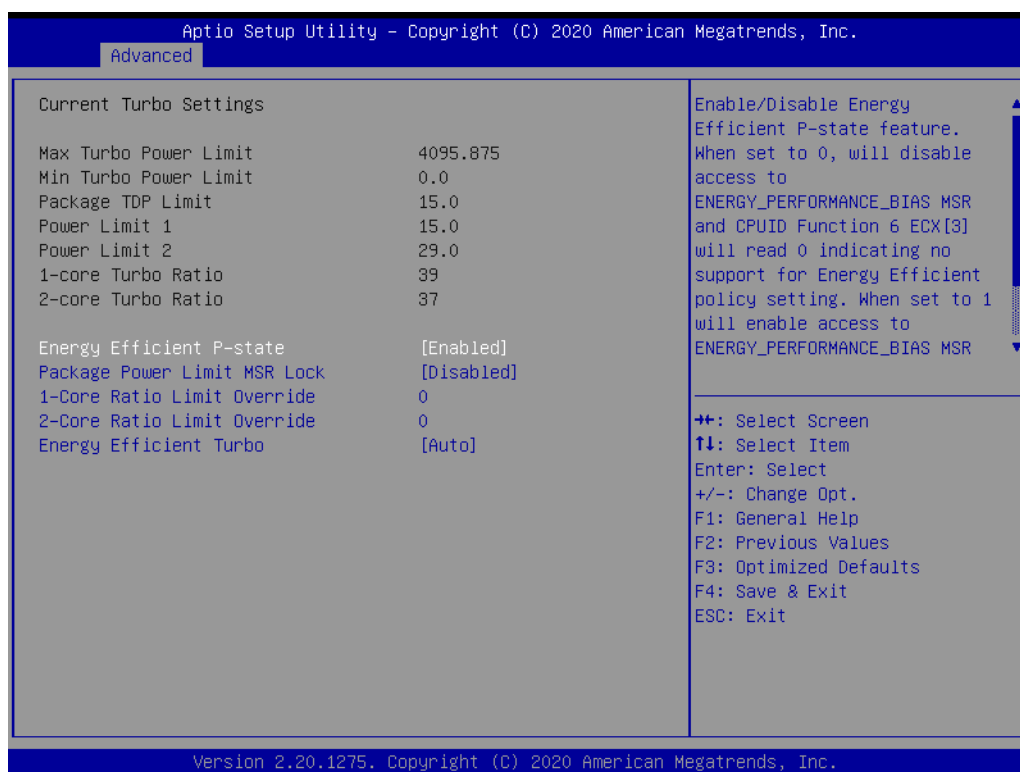 Aptio Setup Utility – Copyright (C) 2020 American Megatrends, Inc.
Advanced
Current Turbo Settings
Max Turbo Power Limit 4095.875
Min Turbo Power Limit 0.0
Package TDP Limit 15.0
Power Limit 1 15.0
Power Limit 2 29.0
1-core Turbo Ratio 39
2-core Turbo Ratio 37
Energy Efficient P-state [Enabled]
Package Power Limit MSR Lock [Disabled]
1-Core Ratio Limit Override 0
2-Core Ratio Limit Override 0
Energy Efficient Turbo [Auto]
Enable/Disable Energy
Efficient P-state feature.
When set to 0, will disable
access to
ENERGY_PERFORMANCE_BIAS MSR
and CPUID Function 6 ECX[3]
will read 0 indicating no
support for Energy Efficient
policy setting. When set to 1
will enable access to
ENERGY_PERFORMANCE_BIAS MSR
→←: Select Screen
↑↓: Select Item
Enter: Select
+/-: Change Opt.
F1: General Help
F2: Previous Values
F3: Optimized Defaults
F4: Save & Exit
ESC: Exit
Version 2.20.1275. Copyright (C) 2020 American Megatrends, Inc.